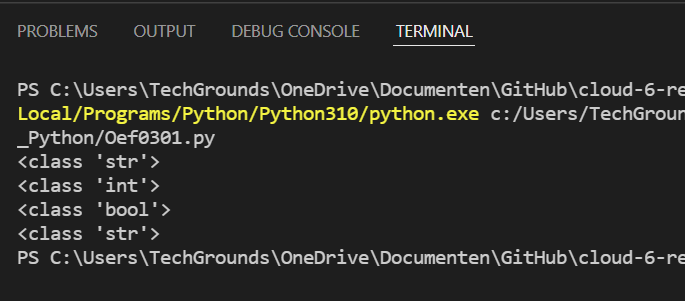 PROBLEMS OUTPUT DEBUG CONSOLE TERMINAL
PS C:\Users\TechGrounds\OneDrive\Documenten\GitHub\cloud-6-re
Local/Programs/Python/Python310/python.exe c:/Users/TechGroun
_Python/Oef0301.py
<class 'str'>
<class 'int'>
<class 'bool'>
<class 'str'>
PS C:\Users\TechGrounds\OneDrive\Documenten\GitHub\cloud-6-re